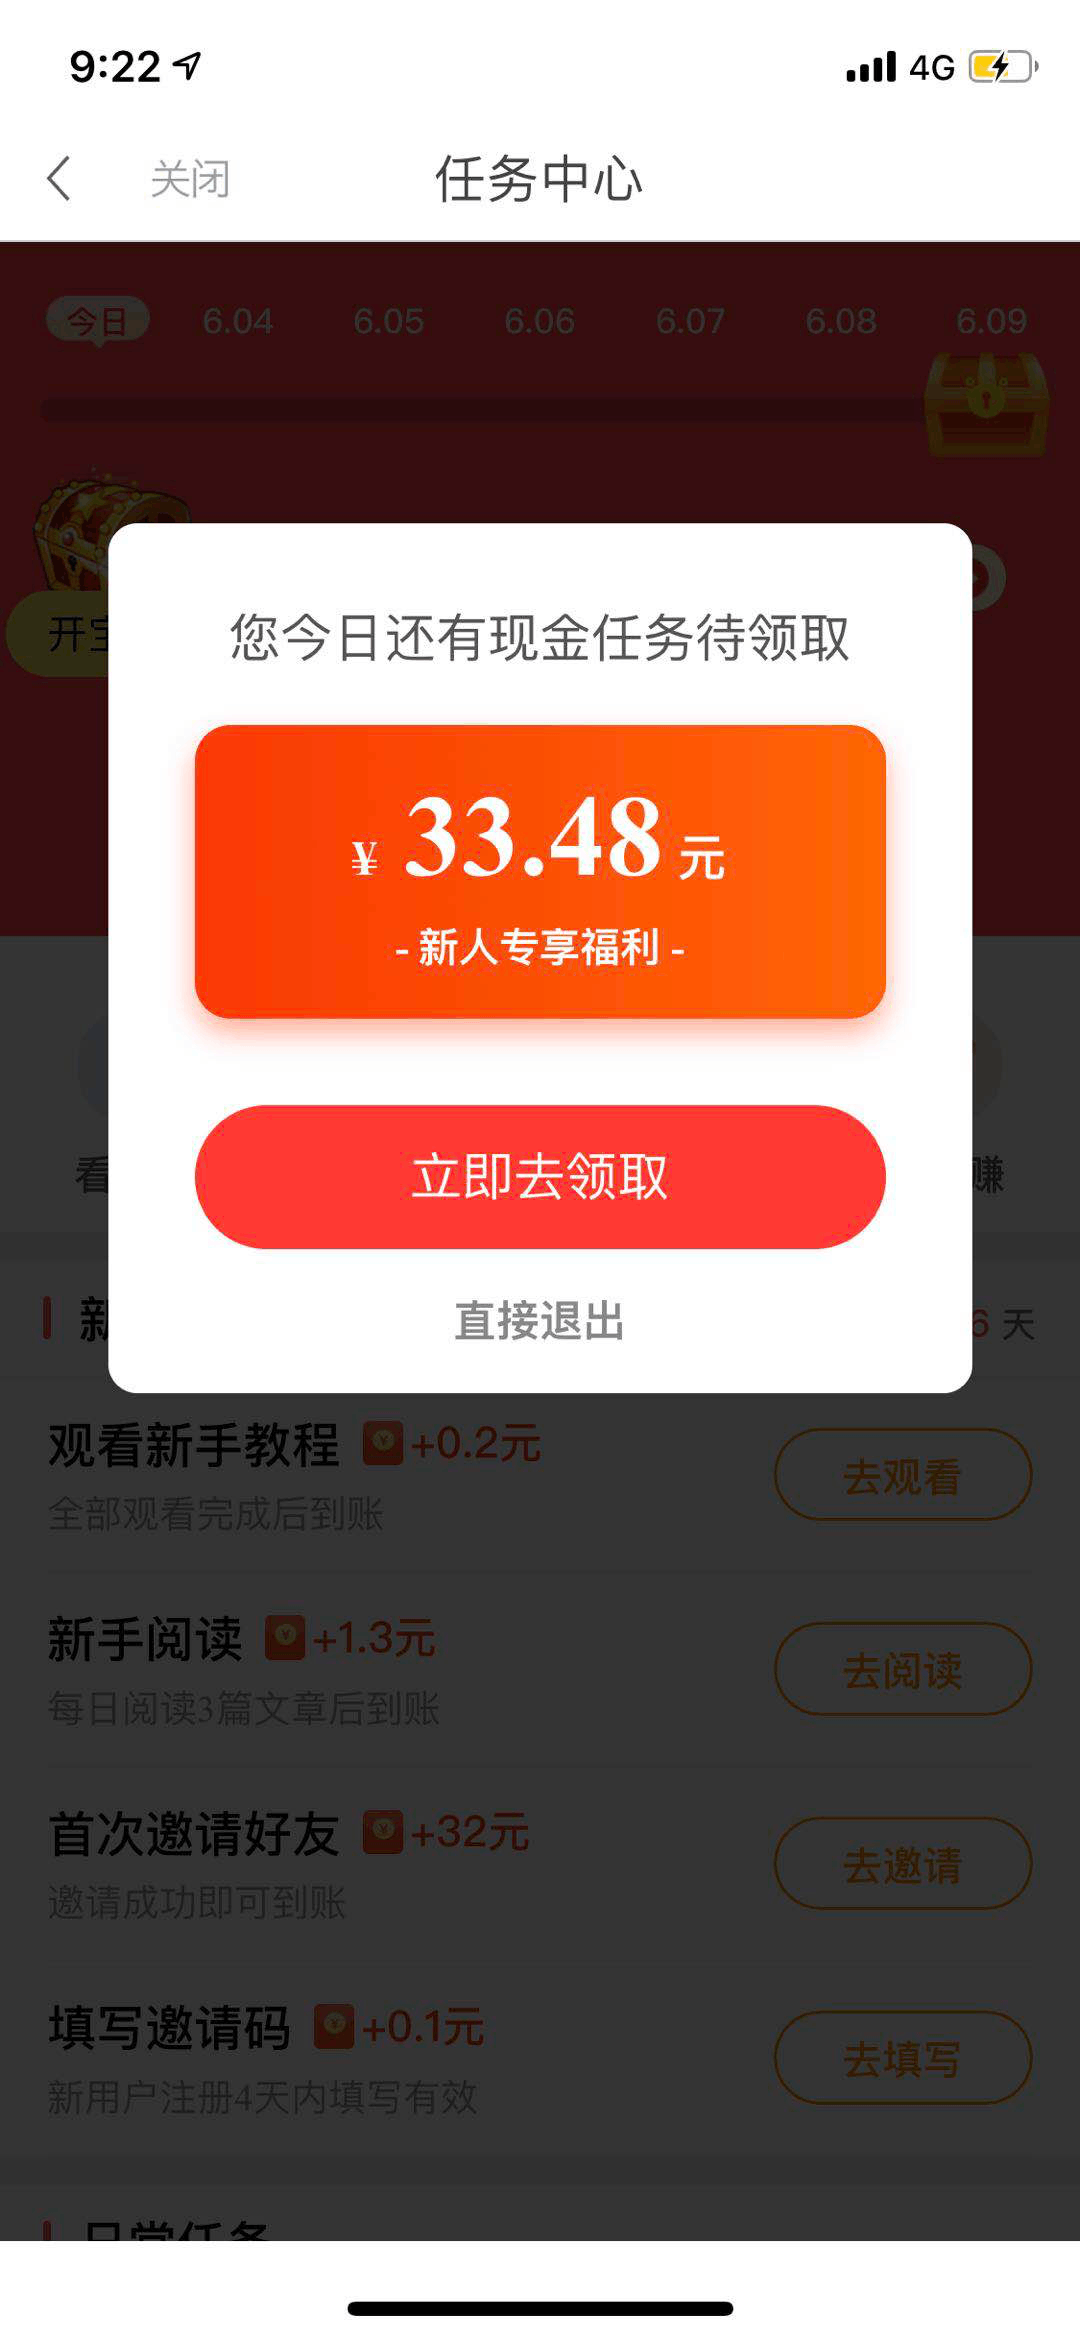 9:22
4G
关闭
任务中心
今日 6.04 6.05 6.06 6.07 6.08 6.09
开
您今日还有现金任务待领取
¥ 33.48 元
- 新人专享福利 -
立即去领取
直接退出
看
赚
新
6 天
观看新手教程 +0.2元
全部观看完成后到账
去观看
新手阅读 +1.3元
每日阅读3篇文章后到账
去阅读
首次邀请好友 +32元
邀请成功即可到账
去邀请
填写邀请码 +0.1元
新用户注册4天内填写有效
去填写
日常任务